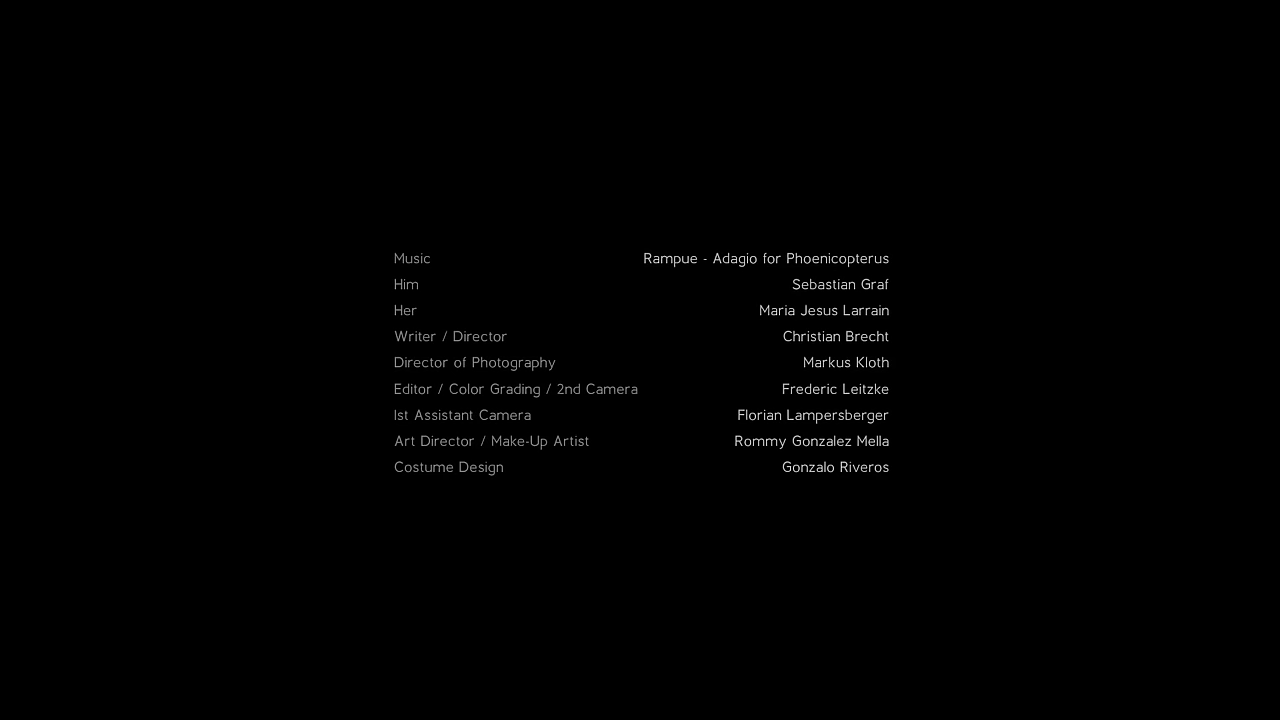 Music Rampue - Adagio for Phoenicopterus
Him Sebastian Graf
Her Maria Jesus Larrain
Writer / Director Christian Brecht
Director of Photography Markus Kloth
Editor / Color Grading / 2nd Camera Frederic Leitzke
1st Assistant Camera Florian Lampersberger
Art Director / Make-Up Artist Rommy Gonzalez Mella
Costume Design Gonzalo Riveros